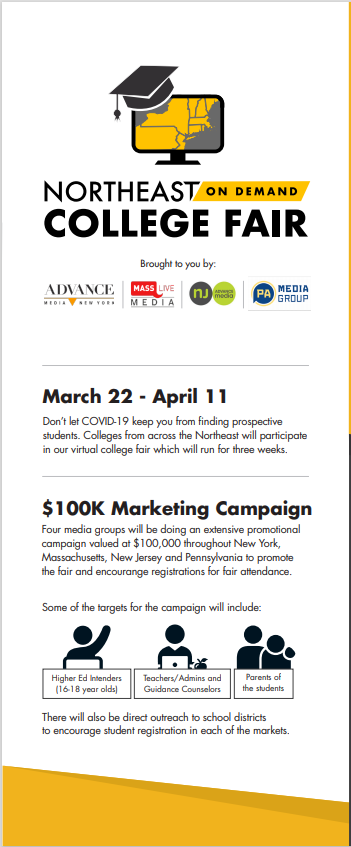 NORTHEAST ON DEMAND
COLLEGE FAIR
Brought to you by:
ADVANCE
MEDIA NEW YORK
MASS LIVE
MEDIA
nj ADVANCE media
PA MEDIA
GROUP
March 22 - April 11
Don't let COVID-19 keep you from finding prospective
students. Colleges from across the Northeast will participate
in our virtual college fair which will run for three weeks.
$100K Marketing Campaign
Four media groups will be doing an extensive promotional
campaign valued at $100,000 throughout New York,
Massachusetts, New Jersey and Pennsylvania to promote
the fair and encourage registrations for fair attendance.
Some of the targets for the campaign will include:
Higher Ed Intenders
(16-18 year olds)
Teachers/Admins and
Guidance Counselors
Parents of
the students
There will also be direct outreach to school districts
to encourage student registration in each of the markets.